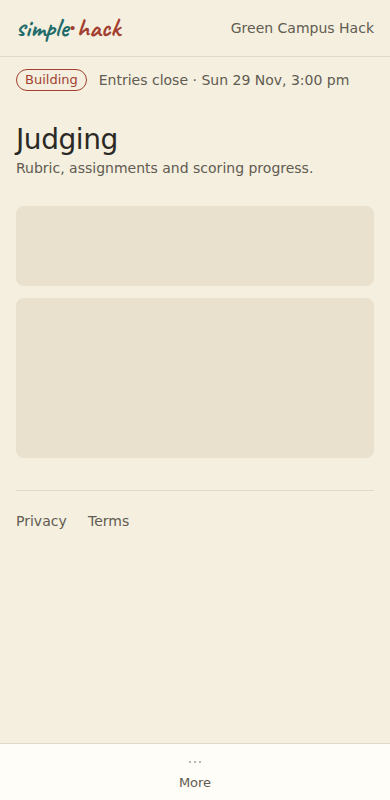 simple·hack
Green Campus Hack
Building
Entries close · Sun 29 Nov, 3:00 pm
Judging
Rubric, assignments and scoring progress.
Privacy
Terms
...
More